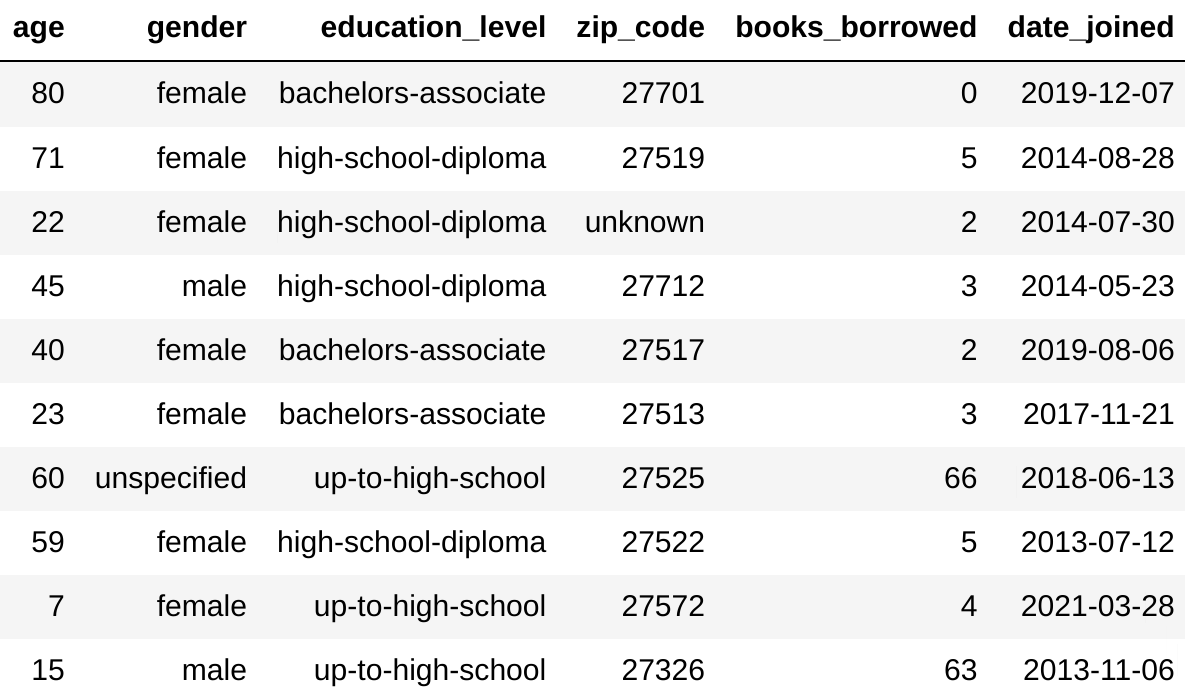 age gender education_level zip_code books_borrowed date_joined
80 female bachelors-associate 27701 0 2019-12-07
71 female high-school-diploma 27519 5 2014-08-28
22 female high-school-diploma unknown 2 2014-07-30
45 male high-school-diploma 27712 3 2014-05-23
40 female bachelors-associate 27517 2 2019-08-06
23 female bachelors-associate 27513 3 2017-11-21
60 unspecified up-to-high-school 27525 66 2018-06-13
59 female high-school-diploma 27522 5 2013-07-12
7 female up-to-high-school 27572 4 2021-03-28
15 male up-to-high-school 27326 63 2013-11-06